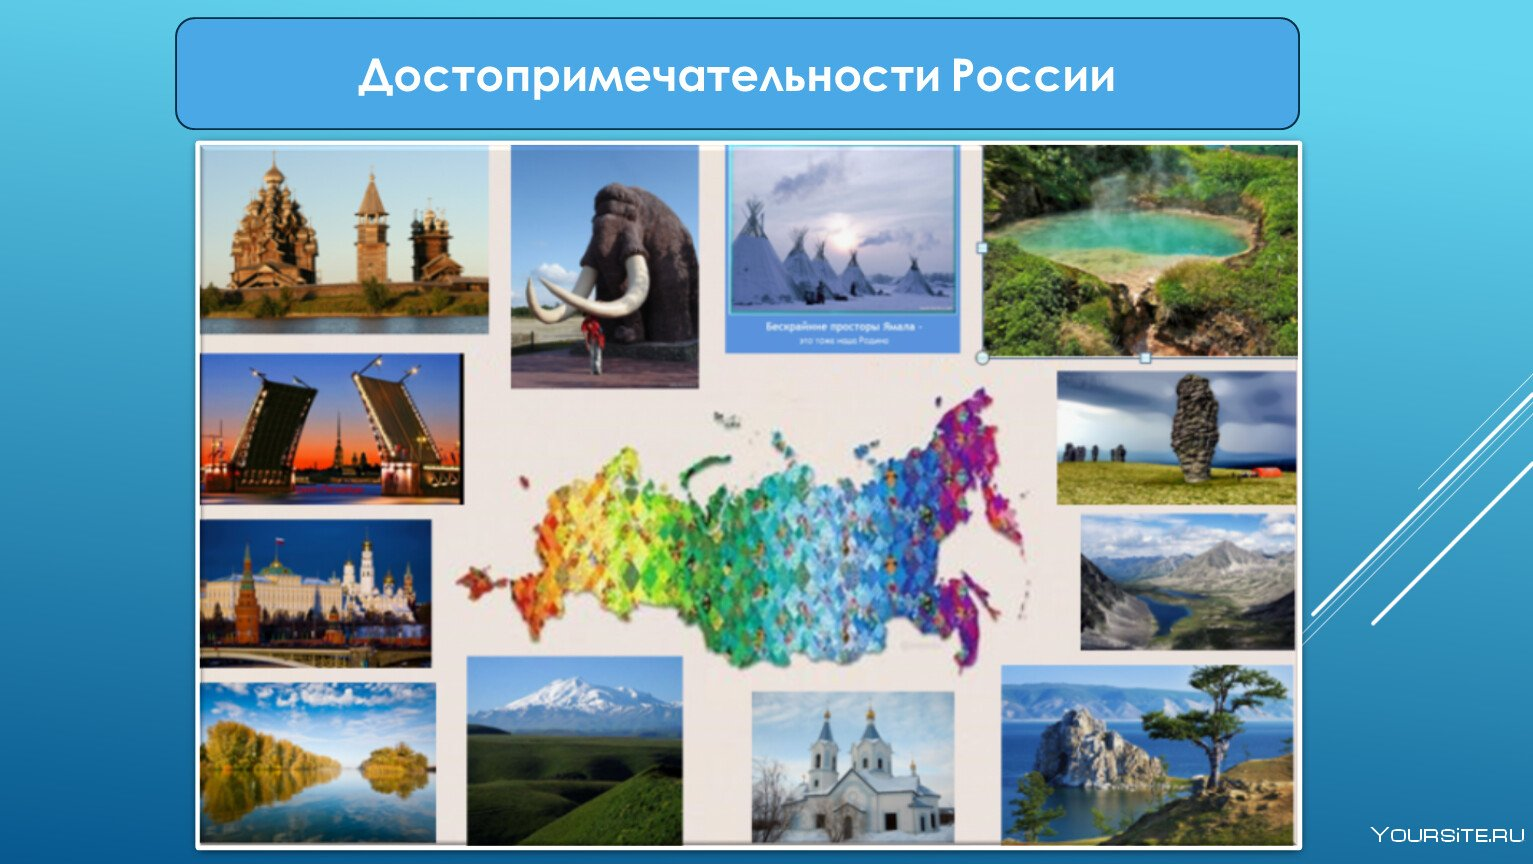 Достопримечательности России
Бескрайние просторы Ямала -
это тоже наша Родина
YOURSITE.RU